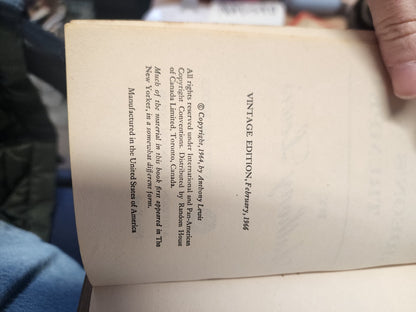 VINTAGE EDITION, February, 1966
© Copyright, 1964, by Anthony Lewis
All rights reserved under International and Pan-American
Copyright Conventions. Distributed by Random House
of Canada Limited, Toronto, Canada.
Much of the material in this book first appeared in The
New Yorker, in a somewhat different form.
Manufactured in the United States of America